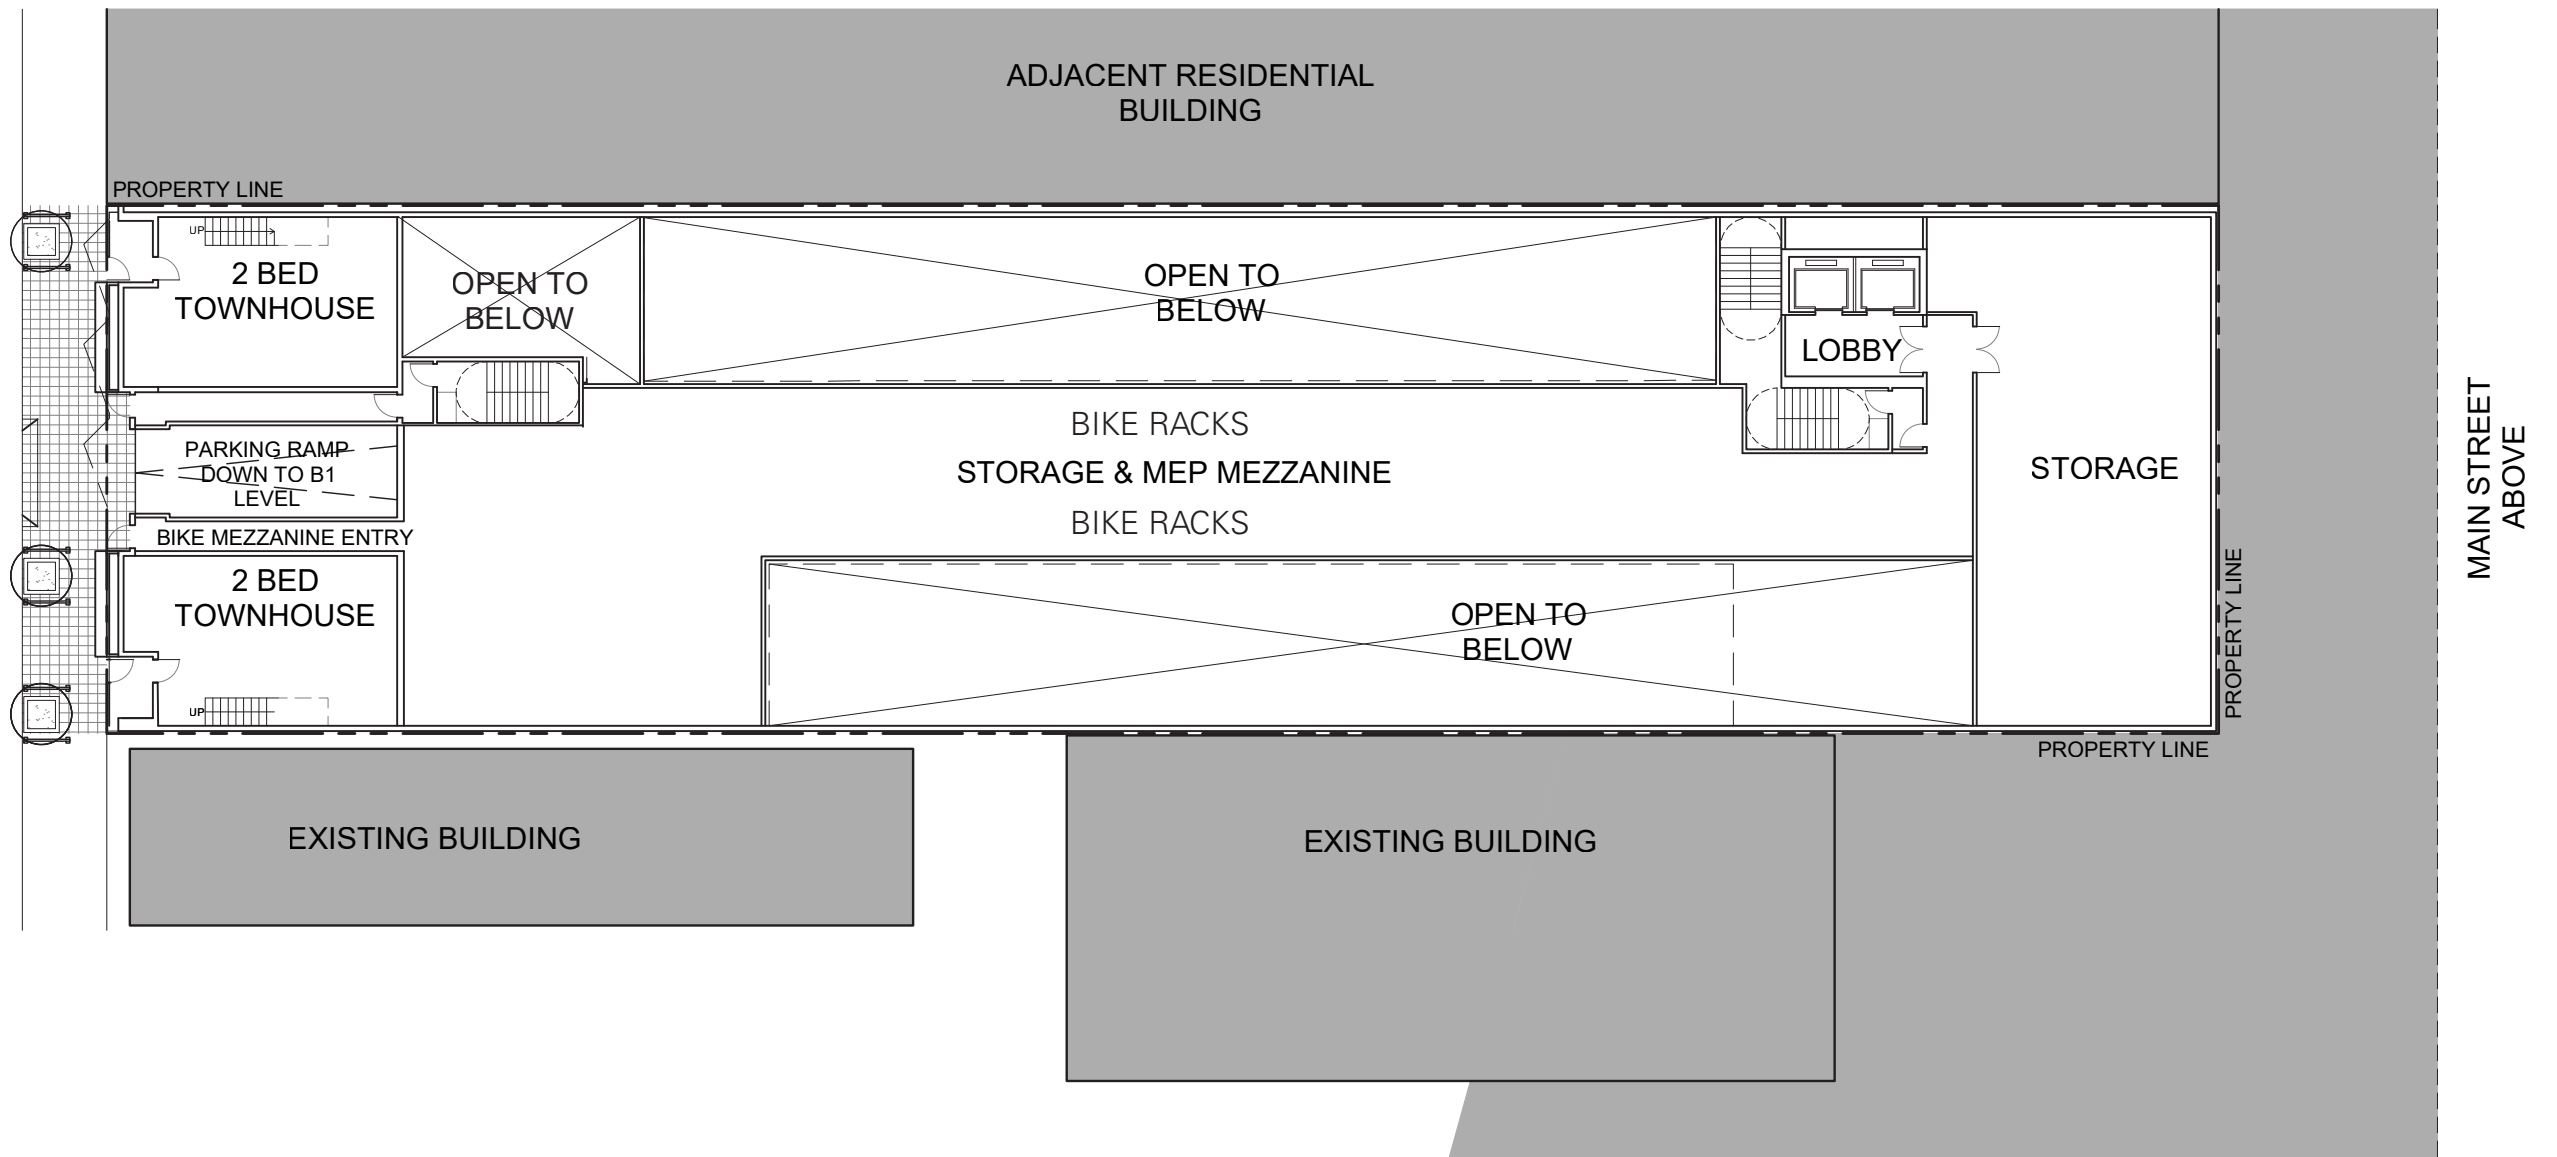 ADJACENT RESIDENTIAL
BUILDING
PROPERTY LINE
UP
2 BED
TOWNHOUSE
OPEN TO
BELOW
OPEN TO
BELOW
LOBBY
PARKING RAMP
DOWN TO B1
LEVEL
BIKE RACKS
STORAGE & MEP MEZZANINE
BIKE RACKS
STORAGE
MAIN STREET
ABOVE
BIKE MEZZANINE ENTRY
2 BED
TOWNHOUSE
UP
OPEN TO
BELOW
PROPERTY LINE
PROPERTY LINE
EXISTING BUILDING
EXISTING BUILDING